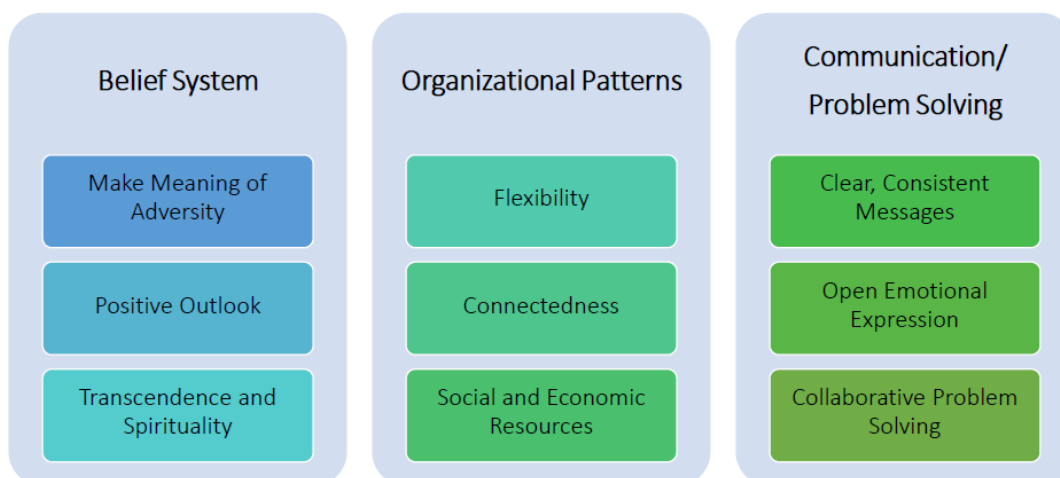 Belief System
Make Meaning of
Adversity
Positive Outlook
Transcendence and
Spirituality
Organizational Patterns
Flexibility
Connectedness
Social and Economic
Resources
Communication/
Problem Solving
Clear, Consistent
Messages
Open Emotional
Expression
Collaborative Problem
Solving